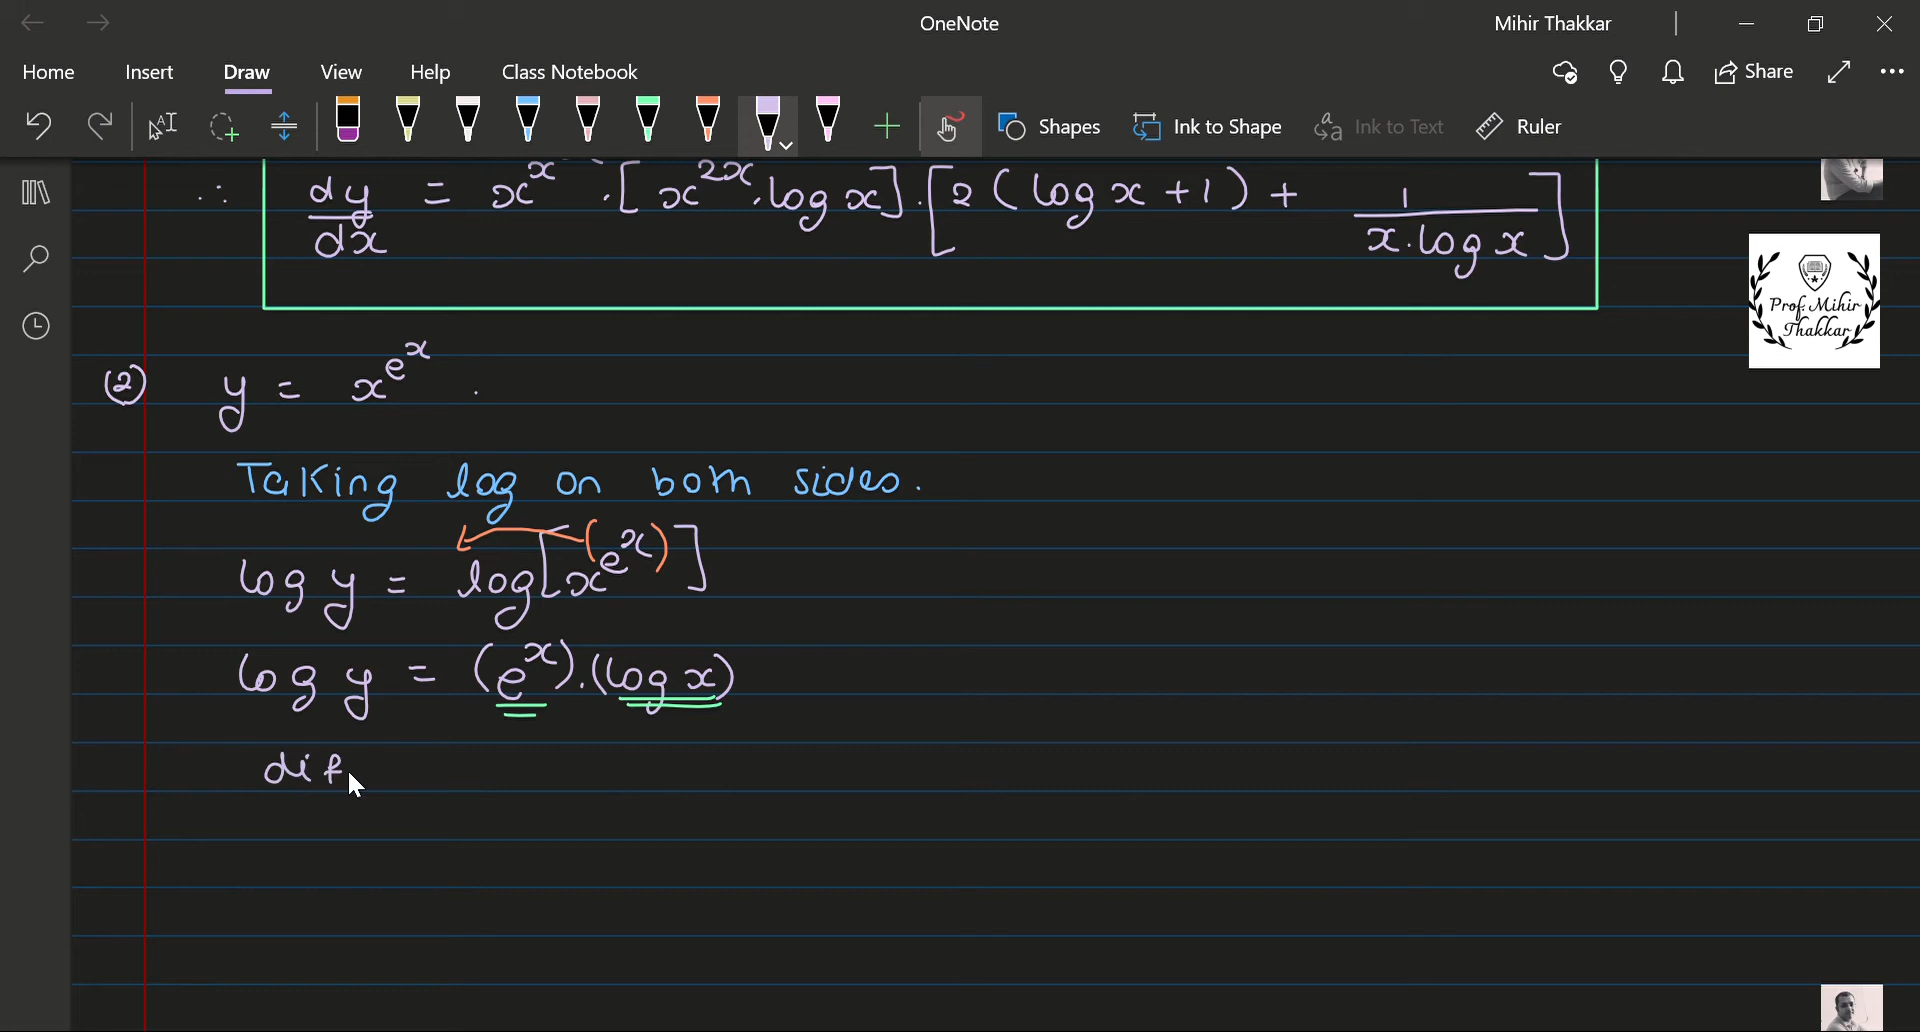 OneNote
Mihir Thakkar
Home Insert Draw View Help Class Notebook
Share
Shapes Ink to Shape Ink to Text Ruler
∴ dy/dx = x^x .[x^2x . log x] . [2 (log x + 1) + 1/(x . log x)]
Prof. Mihir
Thakkar
(2) y = x^e^x .
Taking log on both sides.
log y = log[x^(e^x)]
log y = (e^x) . (log x)
dif